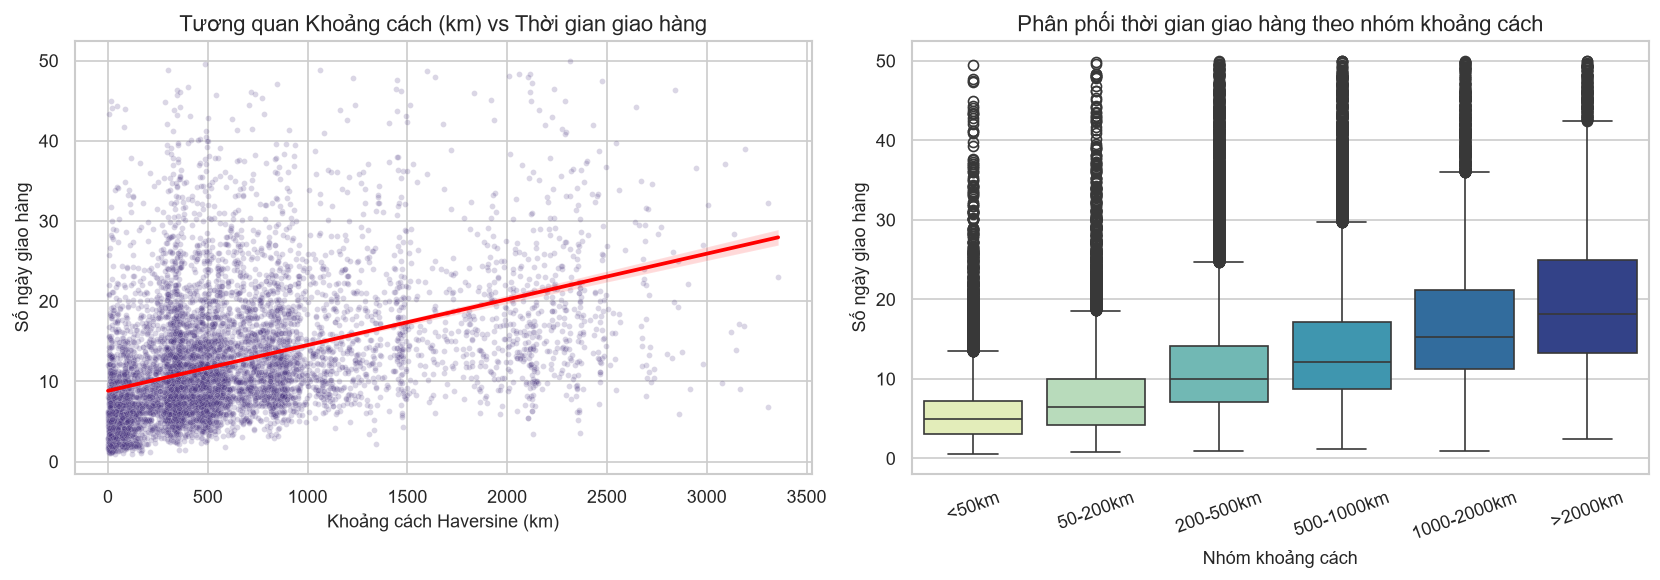 Tương quan Khoảng cách (km) vs Thời gian giao hàng
Số ngày giao hàng
50
40
30
20
10
0
0 500 1000 1500 2000 2500 3000 3500
Khoảng cách Haversine (km)
Phân phối thời gian giao hàng theo nhóm khoảng cách
Số ngày giao hàng
50
40
30
20
10
0
<50km 50-200km 200-500km 500-1000km 1000-2000km >2000km
Nhóm khoảng cách